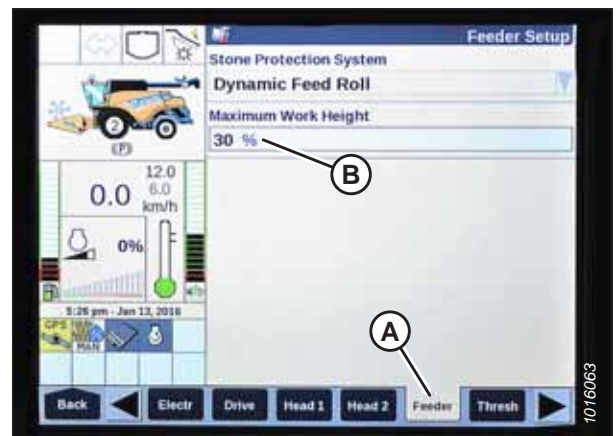 Feeder Setup
Stone Protection System
Dynamic Feed Roll
Maximum Work Height
30 %
B
2
(P)
12.0
6.0
0.0 km/h
0%
F
5:26 pm - Jan 13, 2016
GPS
MAN
A
Back Electr Drive Head 1 Head 2 Feeder Thresh
1016063